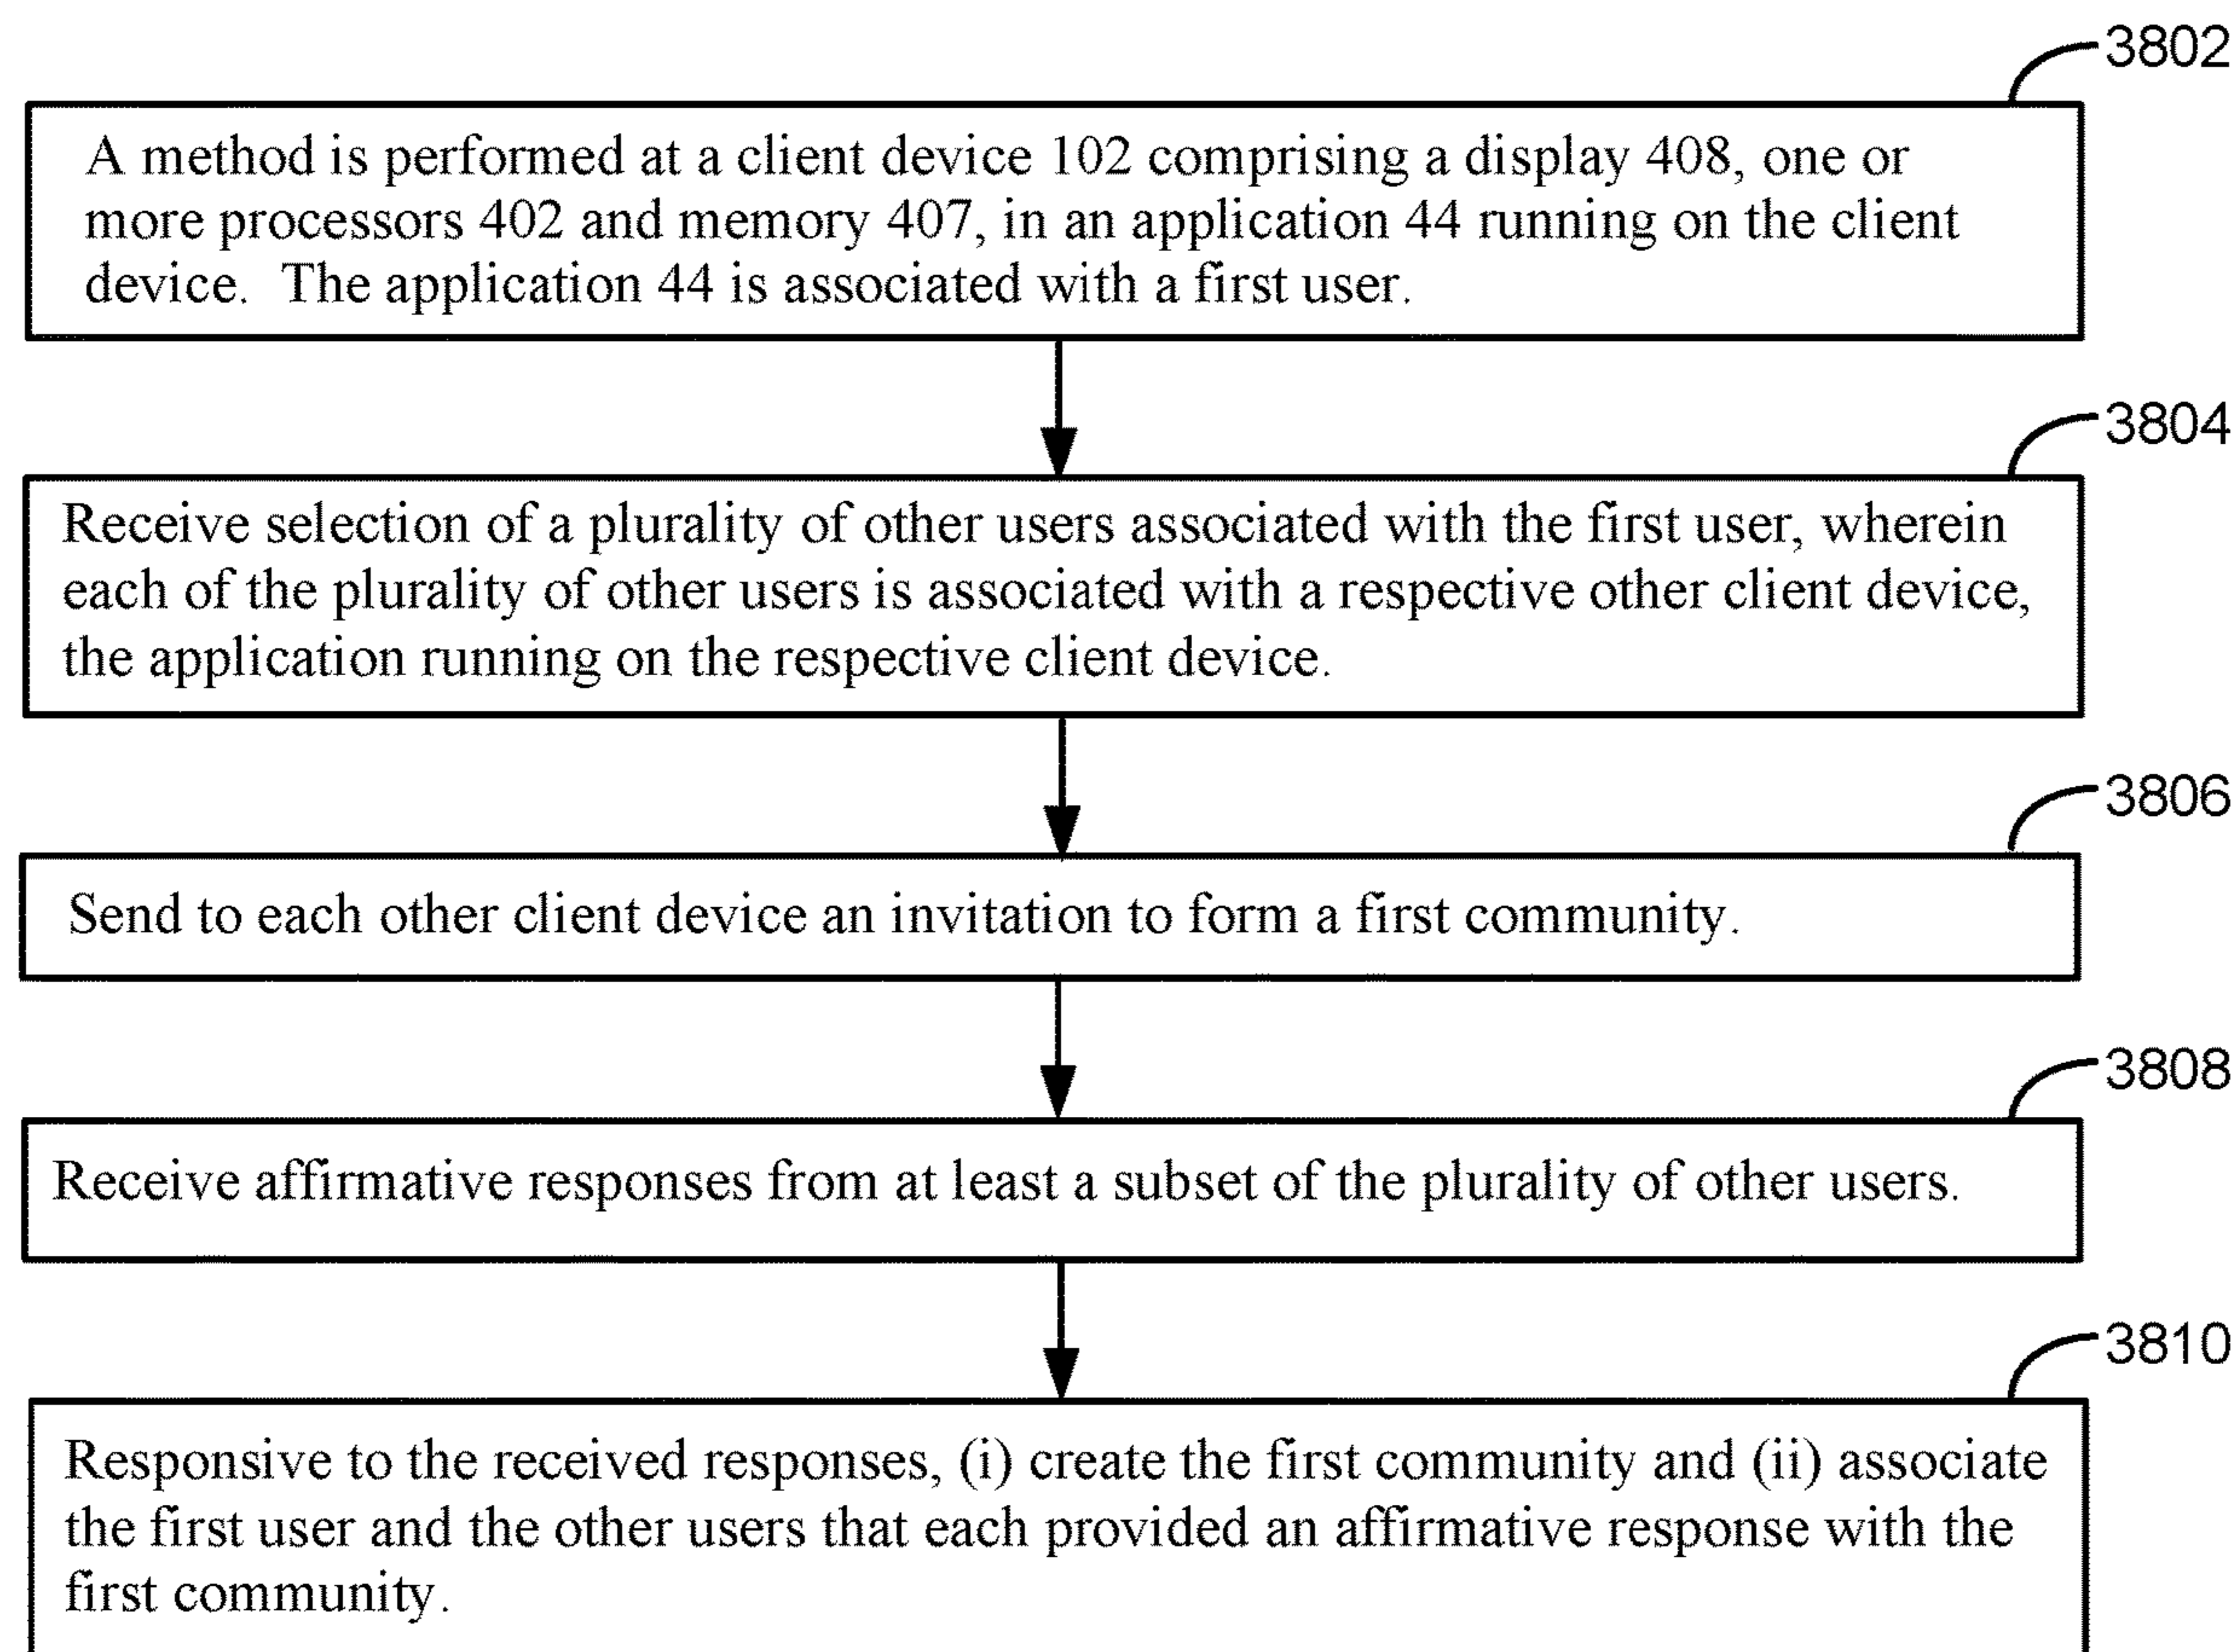 3802
A method is performed at a client device 102 comprising a display 408, one or
more processors 402 and memory 407, in an application 44 running on the client
device.  The application 44 is associated with a first user.
3804
Receive selection of a plurality of other users associated with the first user, wherein
each of the plurality of other users is associated with a respective other client device,
the application running on the respective client device.
3806
Send to each other client device an invitation to form a first community.
3808
Receive affirmative responses from at least a subset of the plurality of other users.
3810
Responsive to the received responses, (i) create the first community and (ii) associate
the first user and the other users that each provided an affirmative response with the
first community.